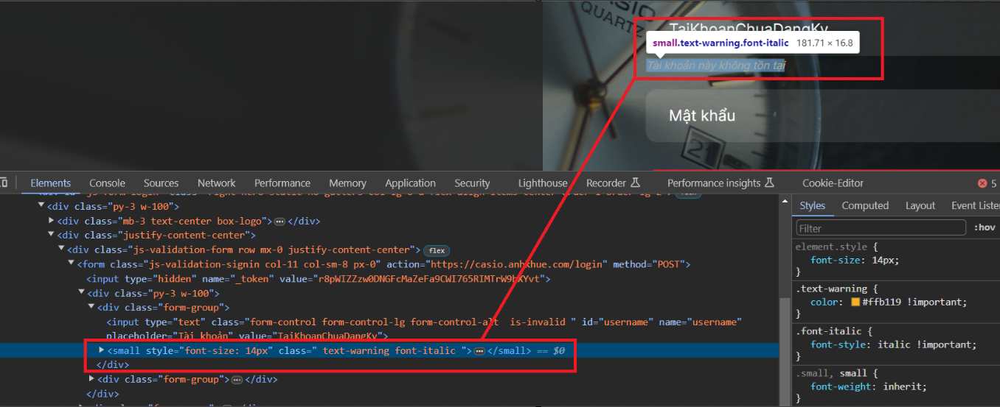 CASIO
QUARTZ
TaiKhoanChuaDangKy
small.text-warning.font-italic 181.71 × 16.8
Tài khoản này không tồn tại
Mật khẩu
21
Elements Console Sources Network Performance Memory Application Security Lighthouse Recorder Performance insights Cookie-Editor 5
<div class="py-3 w-100">
<div class="mb-3 text-center box-logo"> ⋯ </div>
<div class="justify-content-center">
<div class="js-validation-form row mx-0 justify-content-center"> flex
<form class="js-validation-signin col-11 col-sm-8 px-0" action="https://casio.anhkhue.com/login" method="POST">
<input type="hidden" name="_token"
<div class="py-3 w-100">
<div class="form-group">
<input type="text" class="form-control form-control-lg form-control-alt  is-invalid " id="username" name="username"
placeholder="Tài khoản" value="TaiKhoanChuaDangKy">
<small style="font-size: 14px" class=" text-warning font-italic "> ⋯ </small> == $0
</div>
<div class="form-group"> ⋯ </div>
</div>
Styles Computed Layout Event Listen
Filter :hov
element.style {
font-size: 14px;
}
.text-warning {
color: #ffb119 !important;
}
.font-italic {
font-style: italic !important;
}
.small, small {
font-weight: inherit;
}